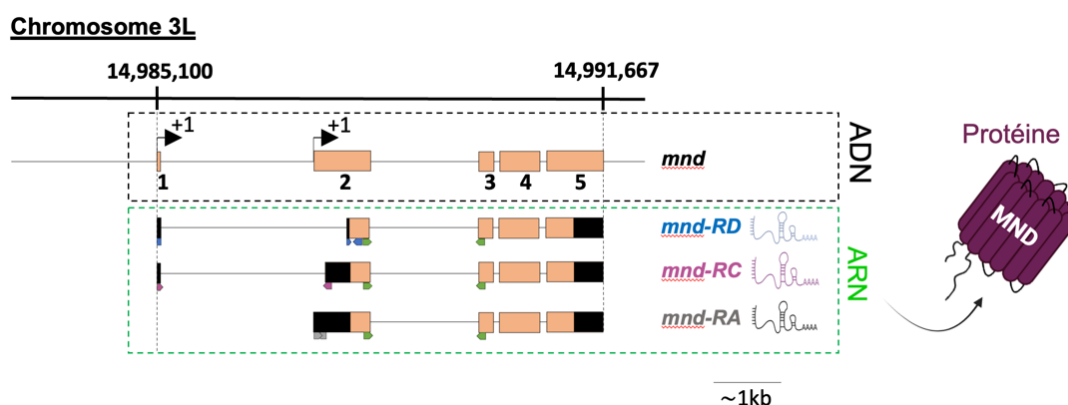 Chromosome 3L
14,985,100 14,991,667
+1 +1
mnd
1 2 3 4 5
ADN
mnd-RD
mnd-RC
mnd-RA
ARN
Protéine
MND
~1kb